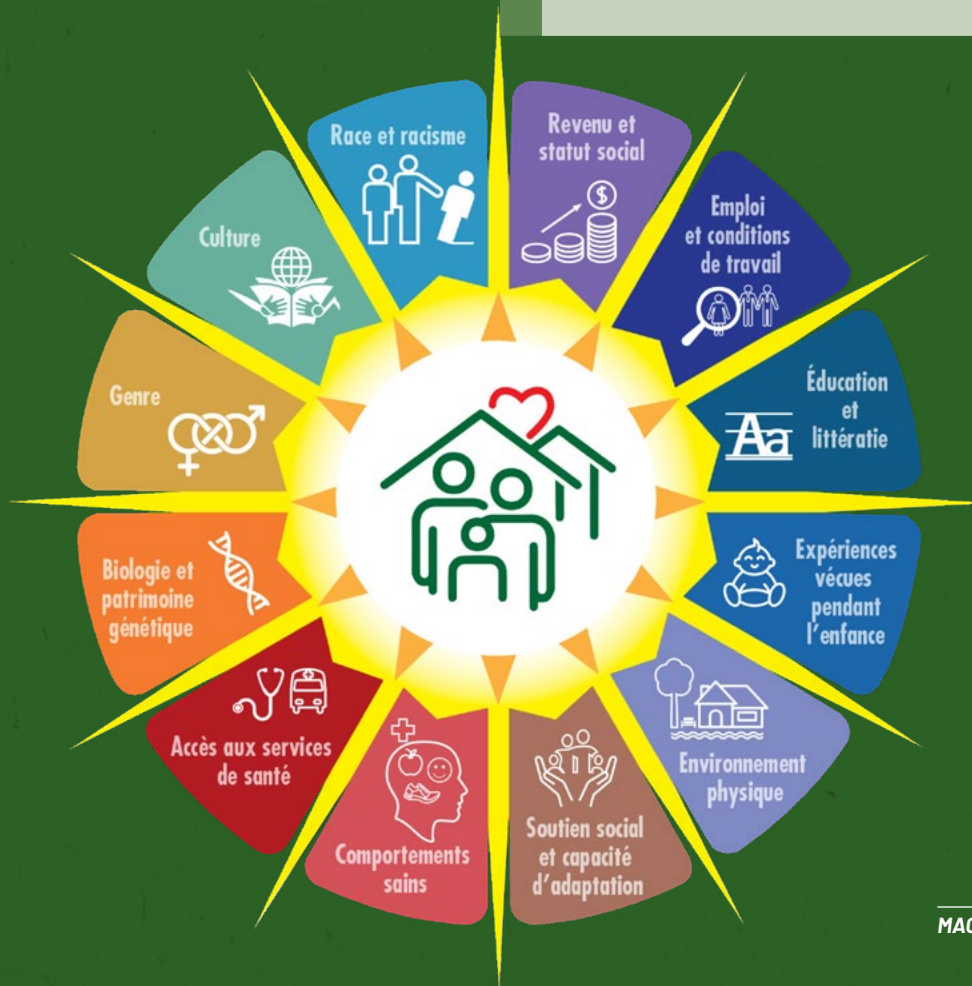 Race et racisme
Revenu et
statut social
$
Emploi
et conditions
de travail
Éducation
et
littératie
Aa
Expériences
vécues
pendant
l'enfance
Environnement
physique
Soutien social
et capacité
d'adaptation
Comportements
sains
Accès aux services
de santé
Biologie et
patrimoine
génétique
Genre
Culture